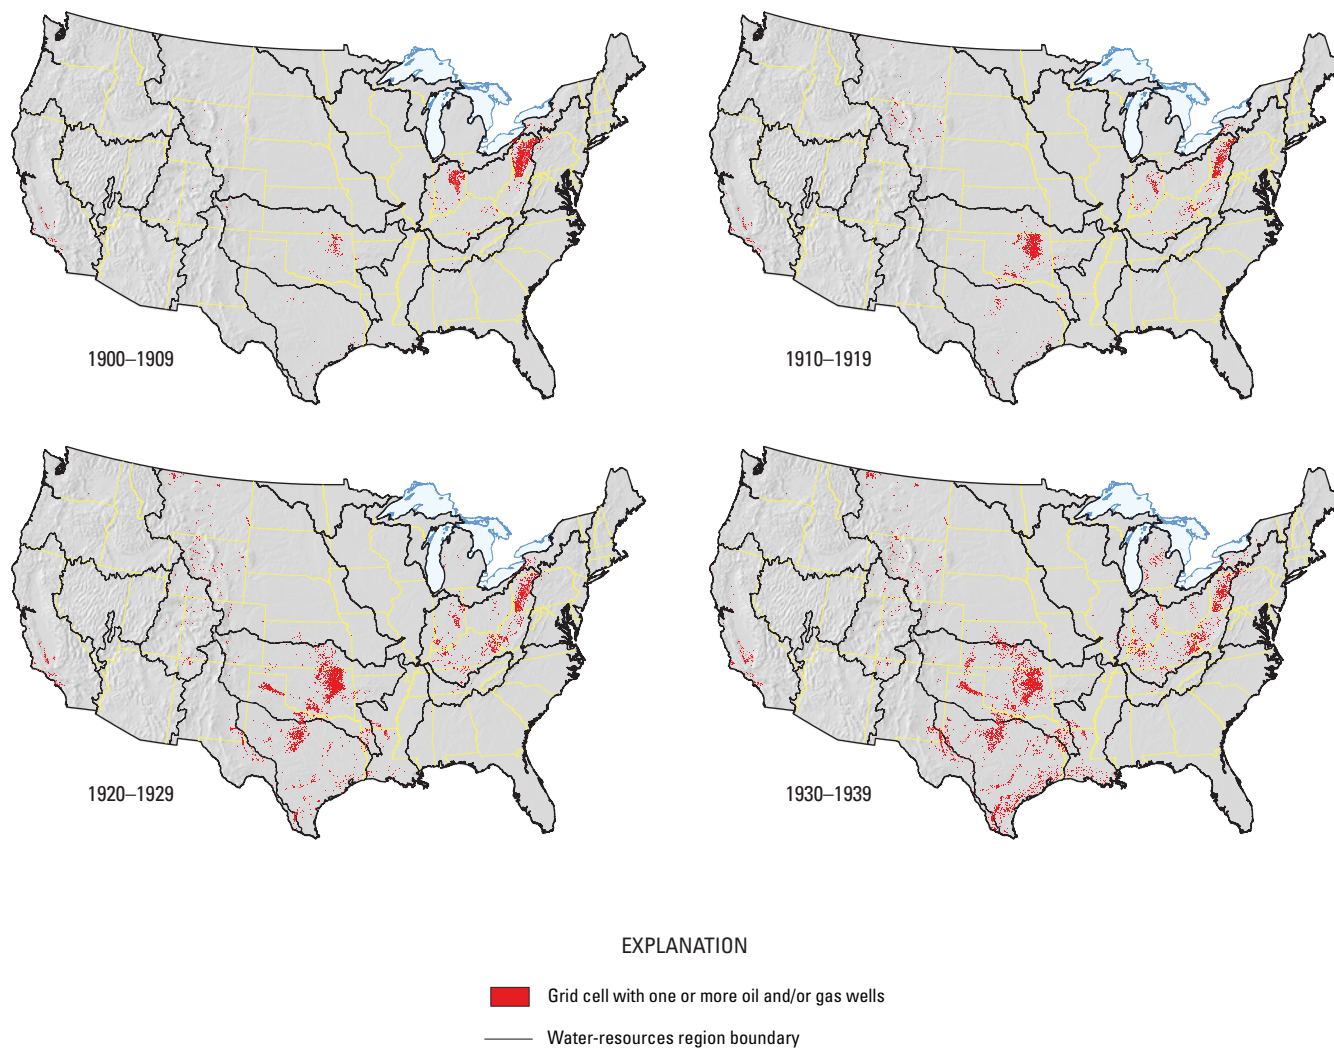 1900–1909
1910–1919
1920–1929
1930–1939
EXPLANATION
Grid cell with one or more oil and/or gas wells
Water-resources region boundary